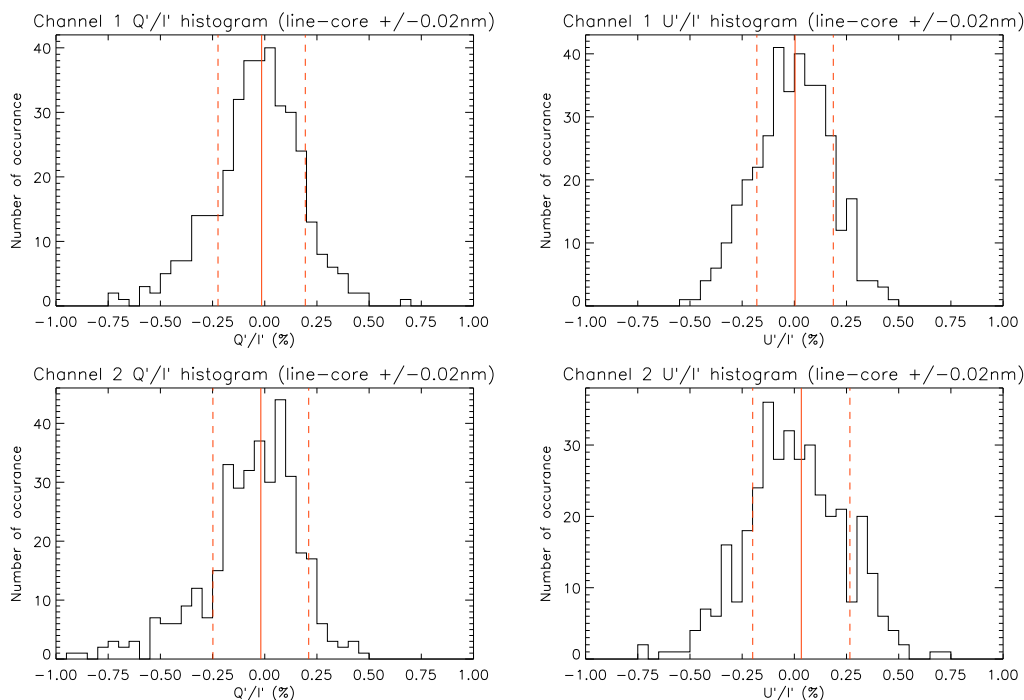 Channel 1 Q'/I' histogram (line-core +/-0.02nm)
Number of occurance
40
30
20
10
0
-1.00 -0.75 -0.50 -0.25 0.00 0.25 0.50 0.75 1.00
Q'/I' (%)
Channel 1 U'/I' histogram (line-core +/-0.02nm)
Number of occurance
40
30
20
10
0
-1.00 -0.75 -0.50 -0.25 0.00 0.25 0.50 0.75 1.00
U'/I' (%)
Channel 2 Q'/I' histogram (line-core +/-0.02nm)
Number of occurance
40
30
20
10
0
-1.00 -0.75 -0.50 -0.25 0.00 0.25 0.50 0.75 1.00
Q'/I' (%)
Channel 2 U'/I' histogram (line-core +/-0.02nm)
Number of occurance
30
20
10
0
-1.00 -0.75 -0.50 -0.25 0.00 0.25 0.50 0.75 1.00
U'/I' (%)